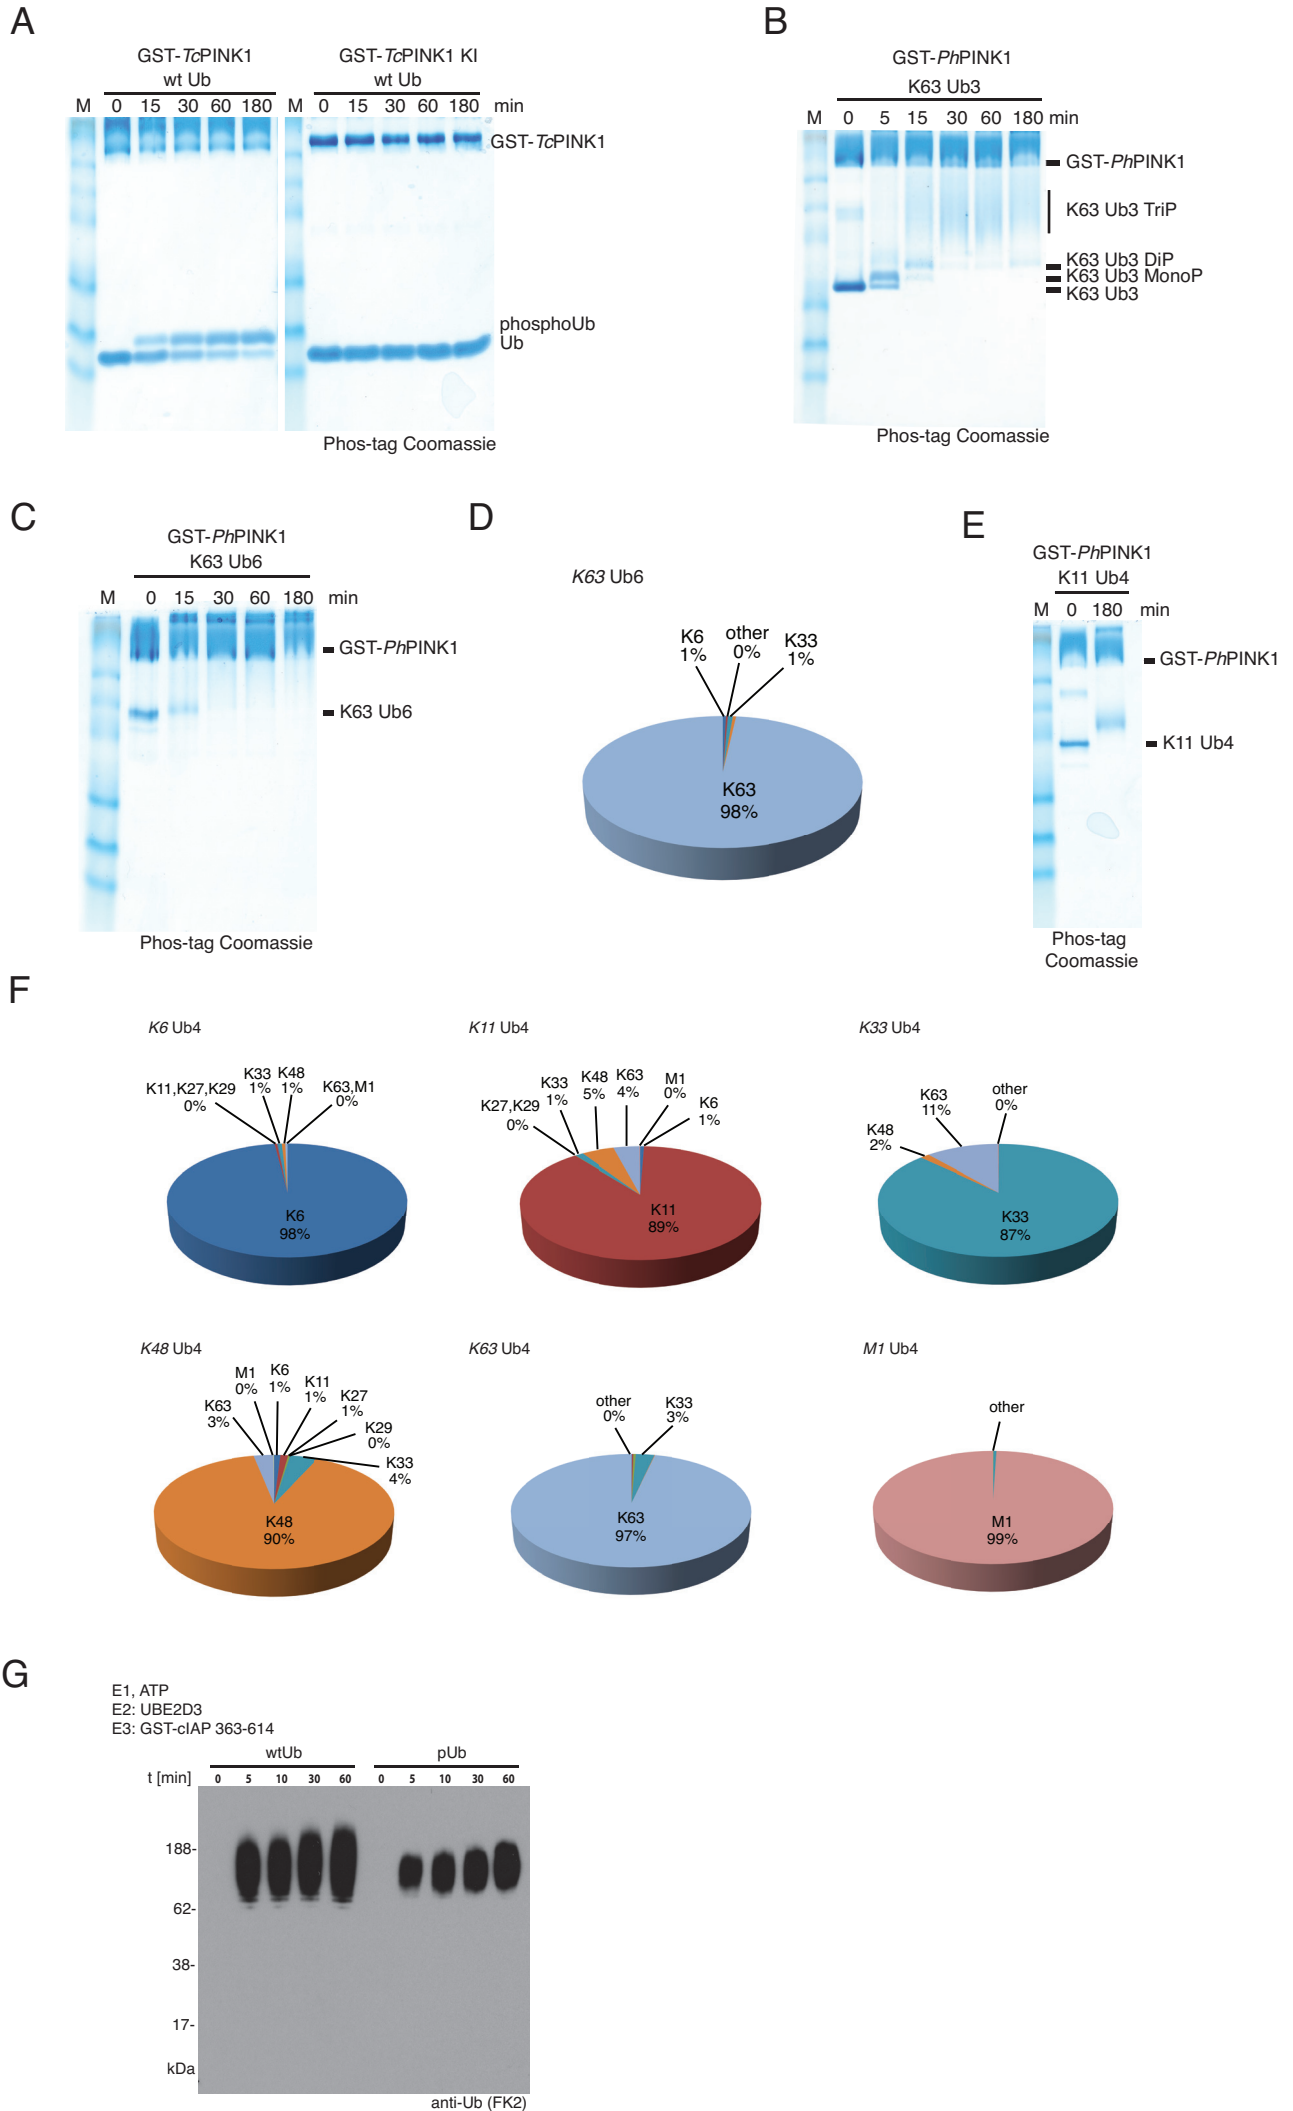 A
GST-TcPINK1
wt Ub
GST-TcPINK1 KI
wt Ub
M 0 15 30 60 180
M 0 15 30 60 180 min
GST-TcPINK1
phosphoUb
Ub
Phos-tag Coomassie
B
GST-PhPINK1
K63 Ub3
M 0 5 15 30 60 180 min
GST-PhPINK1
K63 Ub3 TriP
K63 Ub3 DiP
K63 Ub3 MonoP
K63 Ub3
Phos-tag Coomassie
C
GST-PhPINK1
K63 Ub6
M 0 15 30 60 180 min
GST-PhPINK1
K63 Ub6
Phos-tag Coomassie
D
K63 Ub6
K6
1%
other
0%
K33
1%
K63
98%
E
GST-PhPINK1
K11 Ub4
M 0 180 min
GST-PhPINK1
K11 Ub4
Phos-tag
Coomassie
F
K6 Ub4
K11,K27,K29
0%
K33
1%
K48
1%
K63,M1
0%
K6
98%
K11 Ub4
K27,K29
0%
K33
1%
K48
5%
K63
4%
M1
0%
K6
1%
K11
89%
K33 Ub4
K48
2%
K63
11%
other
0%
K33
87%
K48 Ub4
K63
3%
M1
0%
K6
1%
K11
1%
K27
1%
K29
0%
K33
4%
K48
90%
K63 Ub4
other
0%
K33
3%
K63
97%
M1 Ub4
other
M1
99%
G
E1, ATP
E2: UBE2D3
E3: GST-cIAP 363-614
wtUb pUb
t [min] 0 5 10 30 60 0 5 10 30 60
188-
62-
38-
17-
kDa
anti-Ub (FK2)